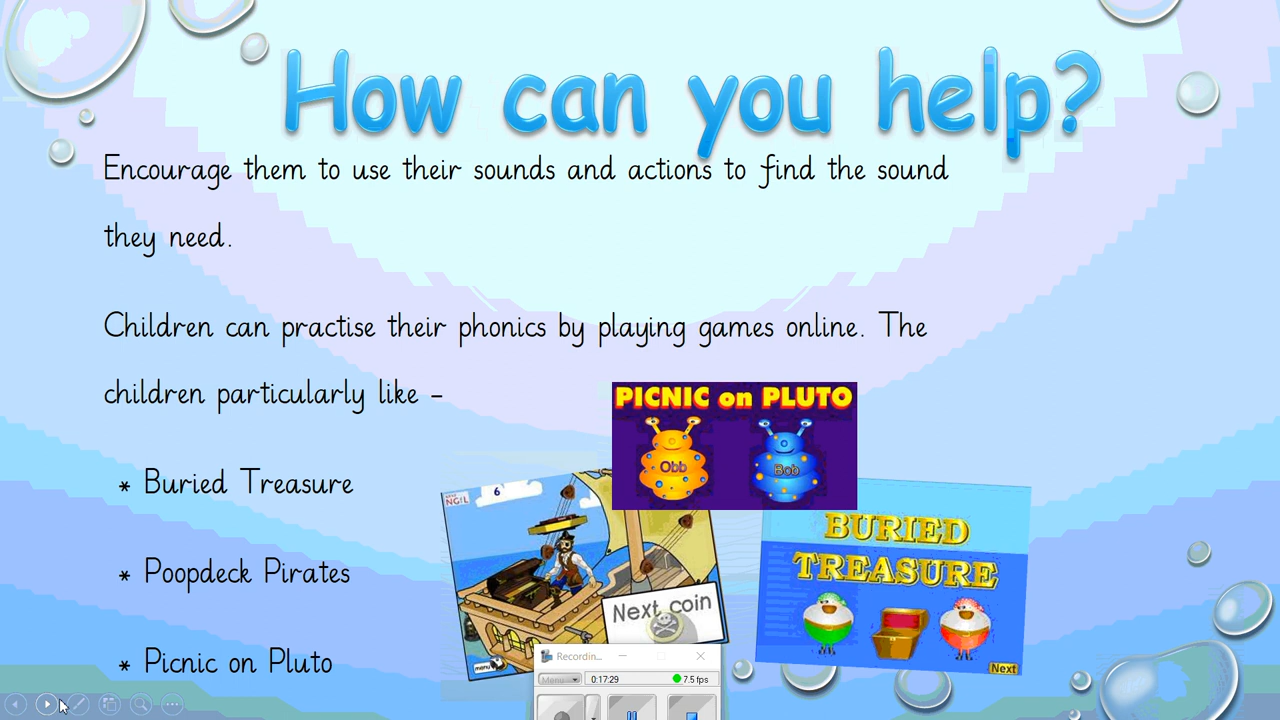 How can you help?
Encourage them to use their sounds and actions to find the sound
they need.
Children can practise their phonics by playing games online. The
children particularly like –
PICNIC on PLUTO
Obb
Bob
* Buried Treasure
* Poopdeck Pirates
* Picnic on Pluto
6
Next coin
menu
BURIED
TREASURE
Next
Recordin...
Menu
0:17:29
7.5 fps